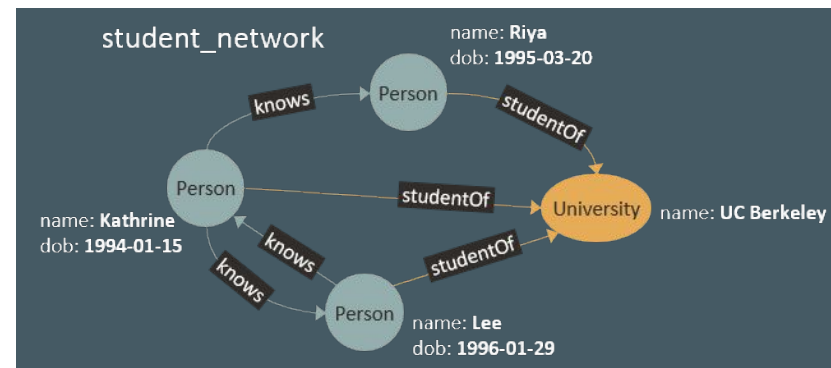 student_network
name: Riya
dob: 1995-03-20
knows
Person
studentOf
Person
studentOf
University
name: UC Berkeley
name: Kathrine
dob: 1994-01-15
knows
studentOf
knows
Person
name: Lee
dob: 1996-01-29